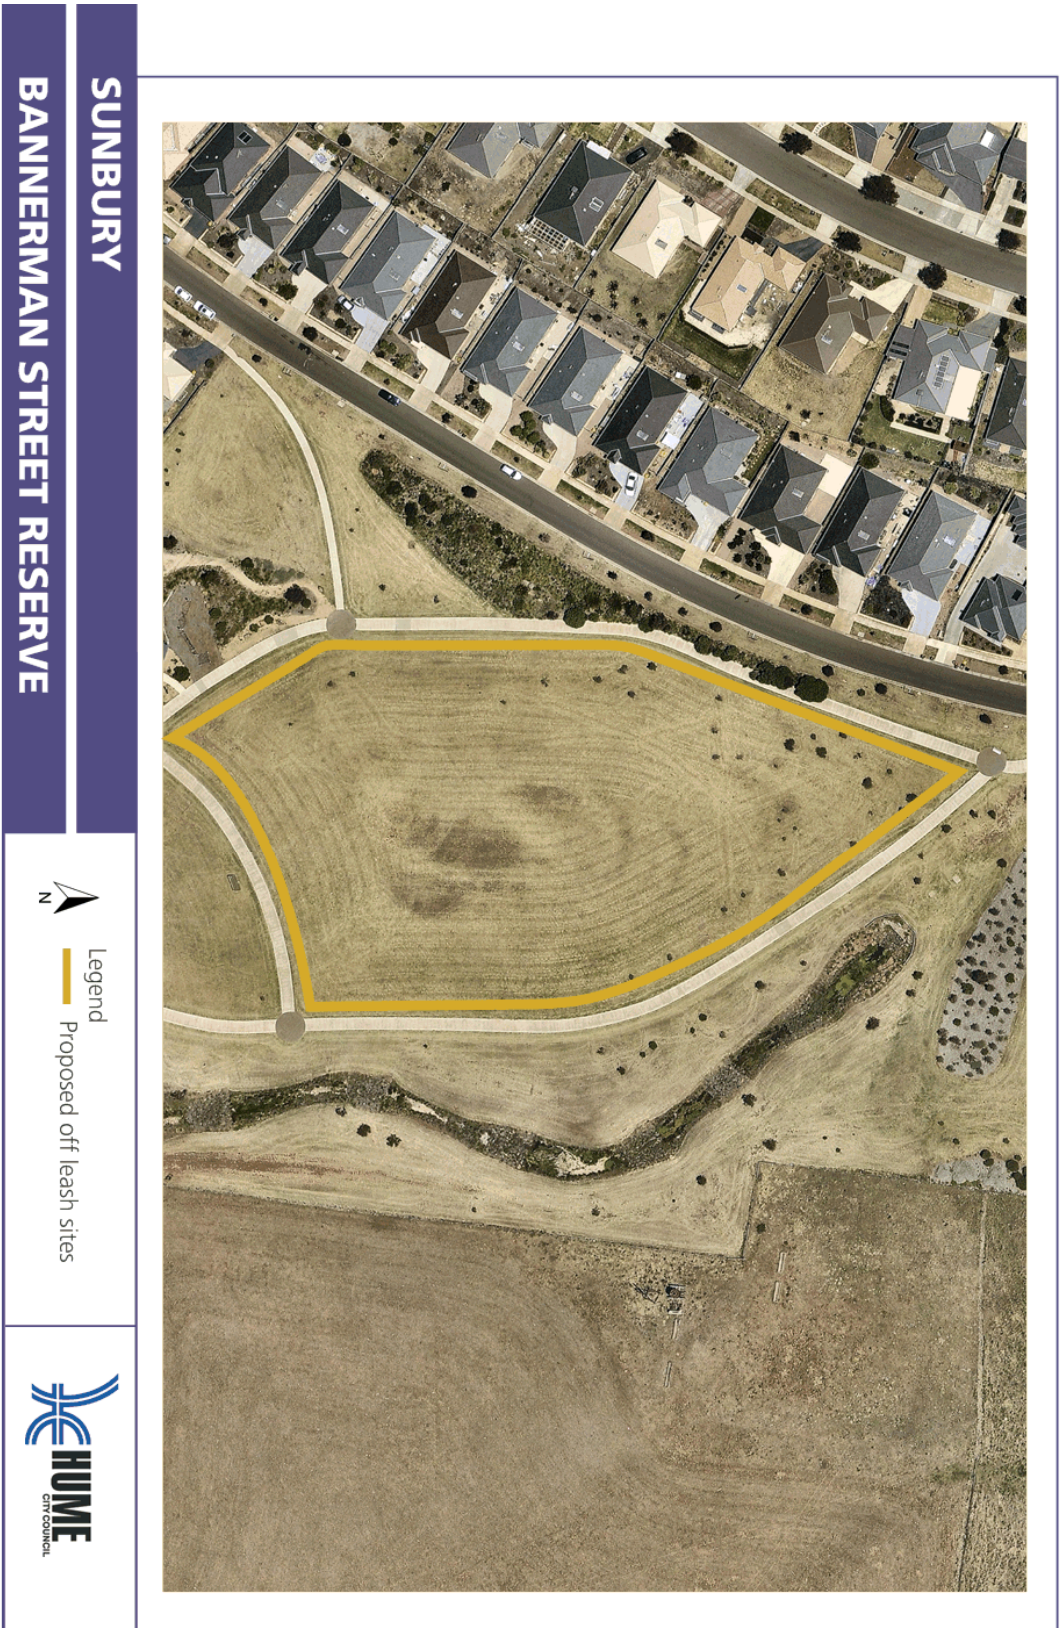 SUNBURY
BANNERMAN STREET RESERVE
N
Legend
Proposed off leash sites
HUME
CITY COUNCIL